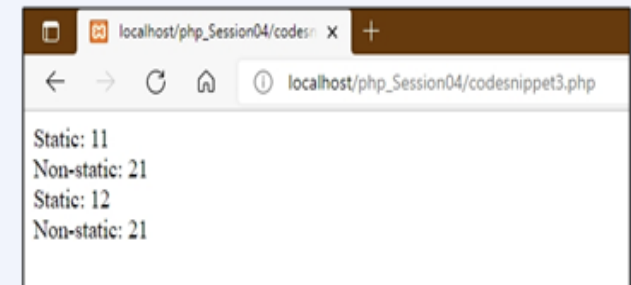 localhost/php_Session04/codesn
localhost/php_Session04/codesnippet3.php
Static: 11
Non-static: 21
Static: 12
Non-static: 21